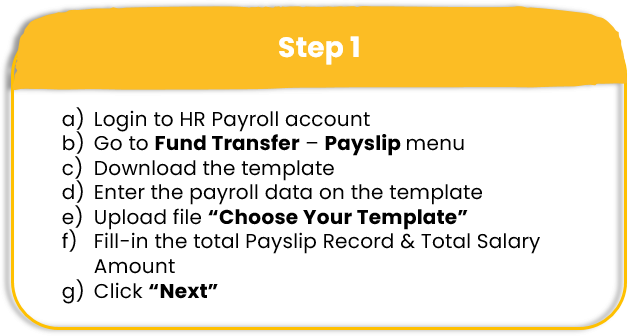 Step 1
a) Login to HR Payroll account
b) Go to Fund Transfer – Payslip menu
c) Download the template
d) Enter the payroll data on the template
e) Upload file “Choose Your Template”
f) Fill-in the total Payslip Record & Total Salary
Amount
g) Click “Next”